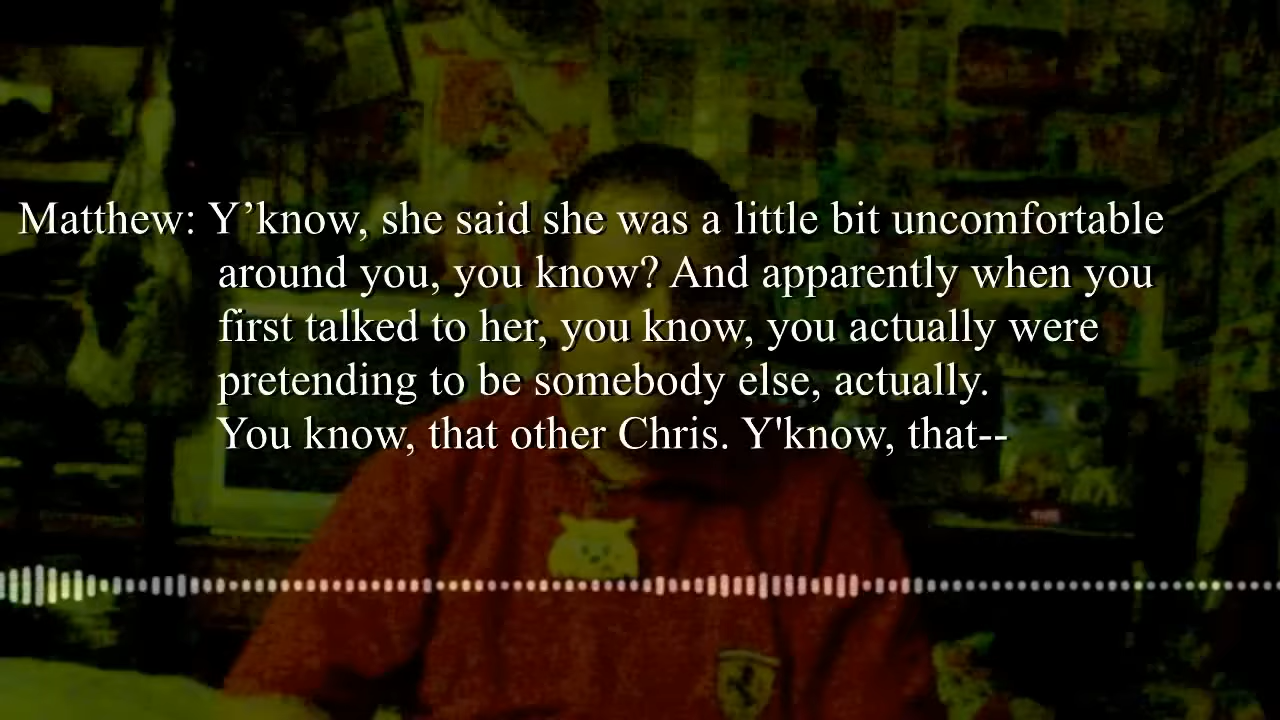 Matthew: Y’know, she said she was a little bit uncomfortable
around you, you know? And apparently when you
first talked to her, you know, you actually were
pretending to be somebody else, actually.
You know, that other Chris. Y'know, that--